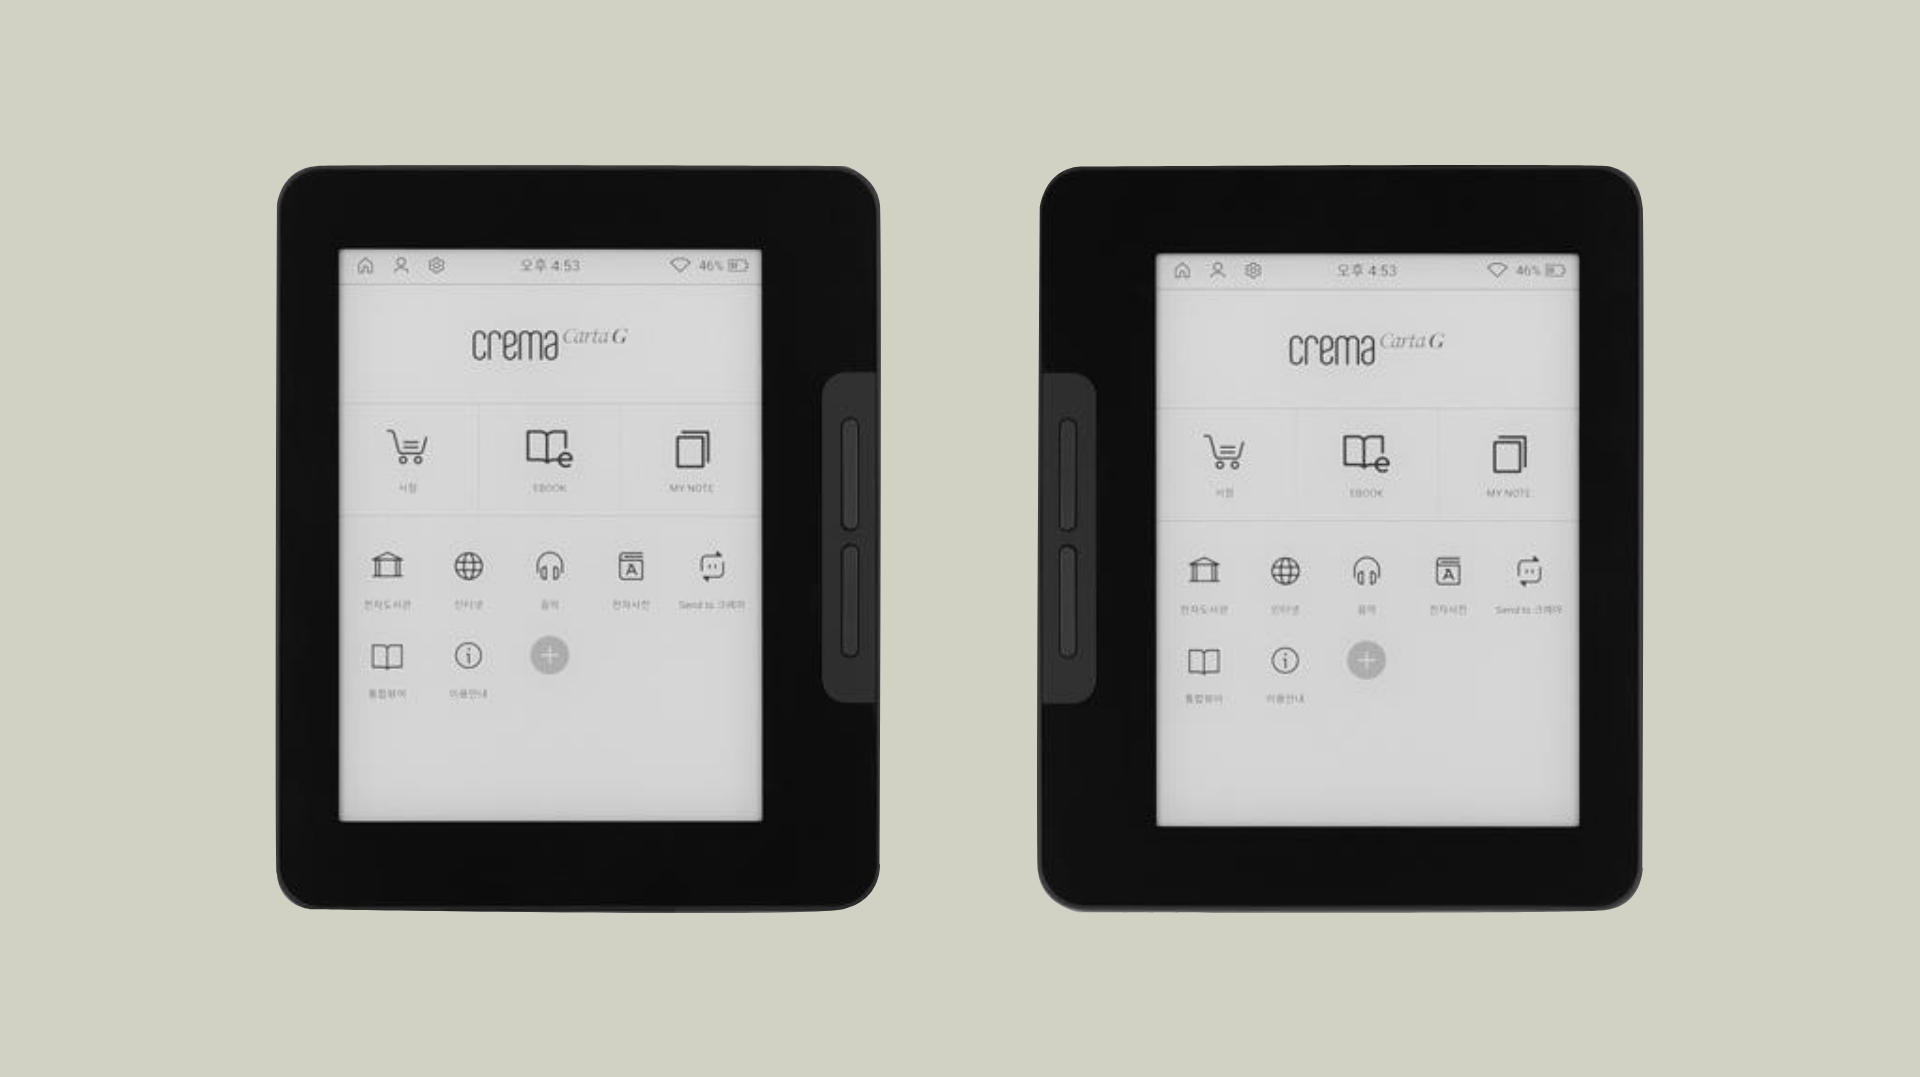 오후 4:53
46%
crema Carta G
서점
EBOOK
MY NOTE
전자도서관
인터넷
음악
전자사전
Send to 크레마
통합뷰어
이용안내
오후 4:53
46%
crema Carta G
서점
EBOOK
MY NOTE
전자도서관
인터넷
음악
전자사전
Send to 크레마
통합뷰어
이용안내